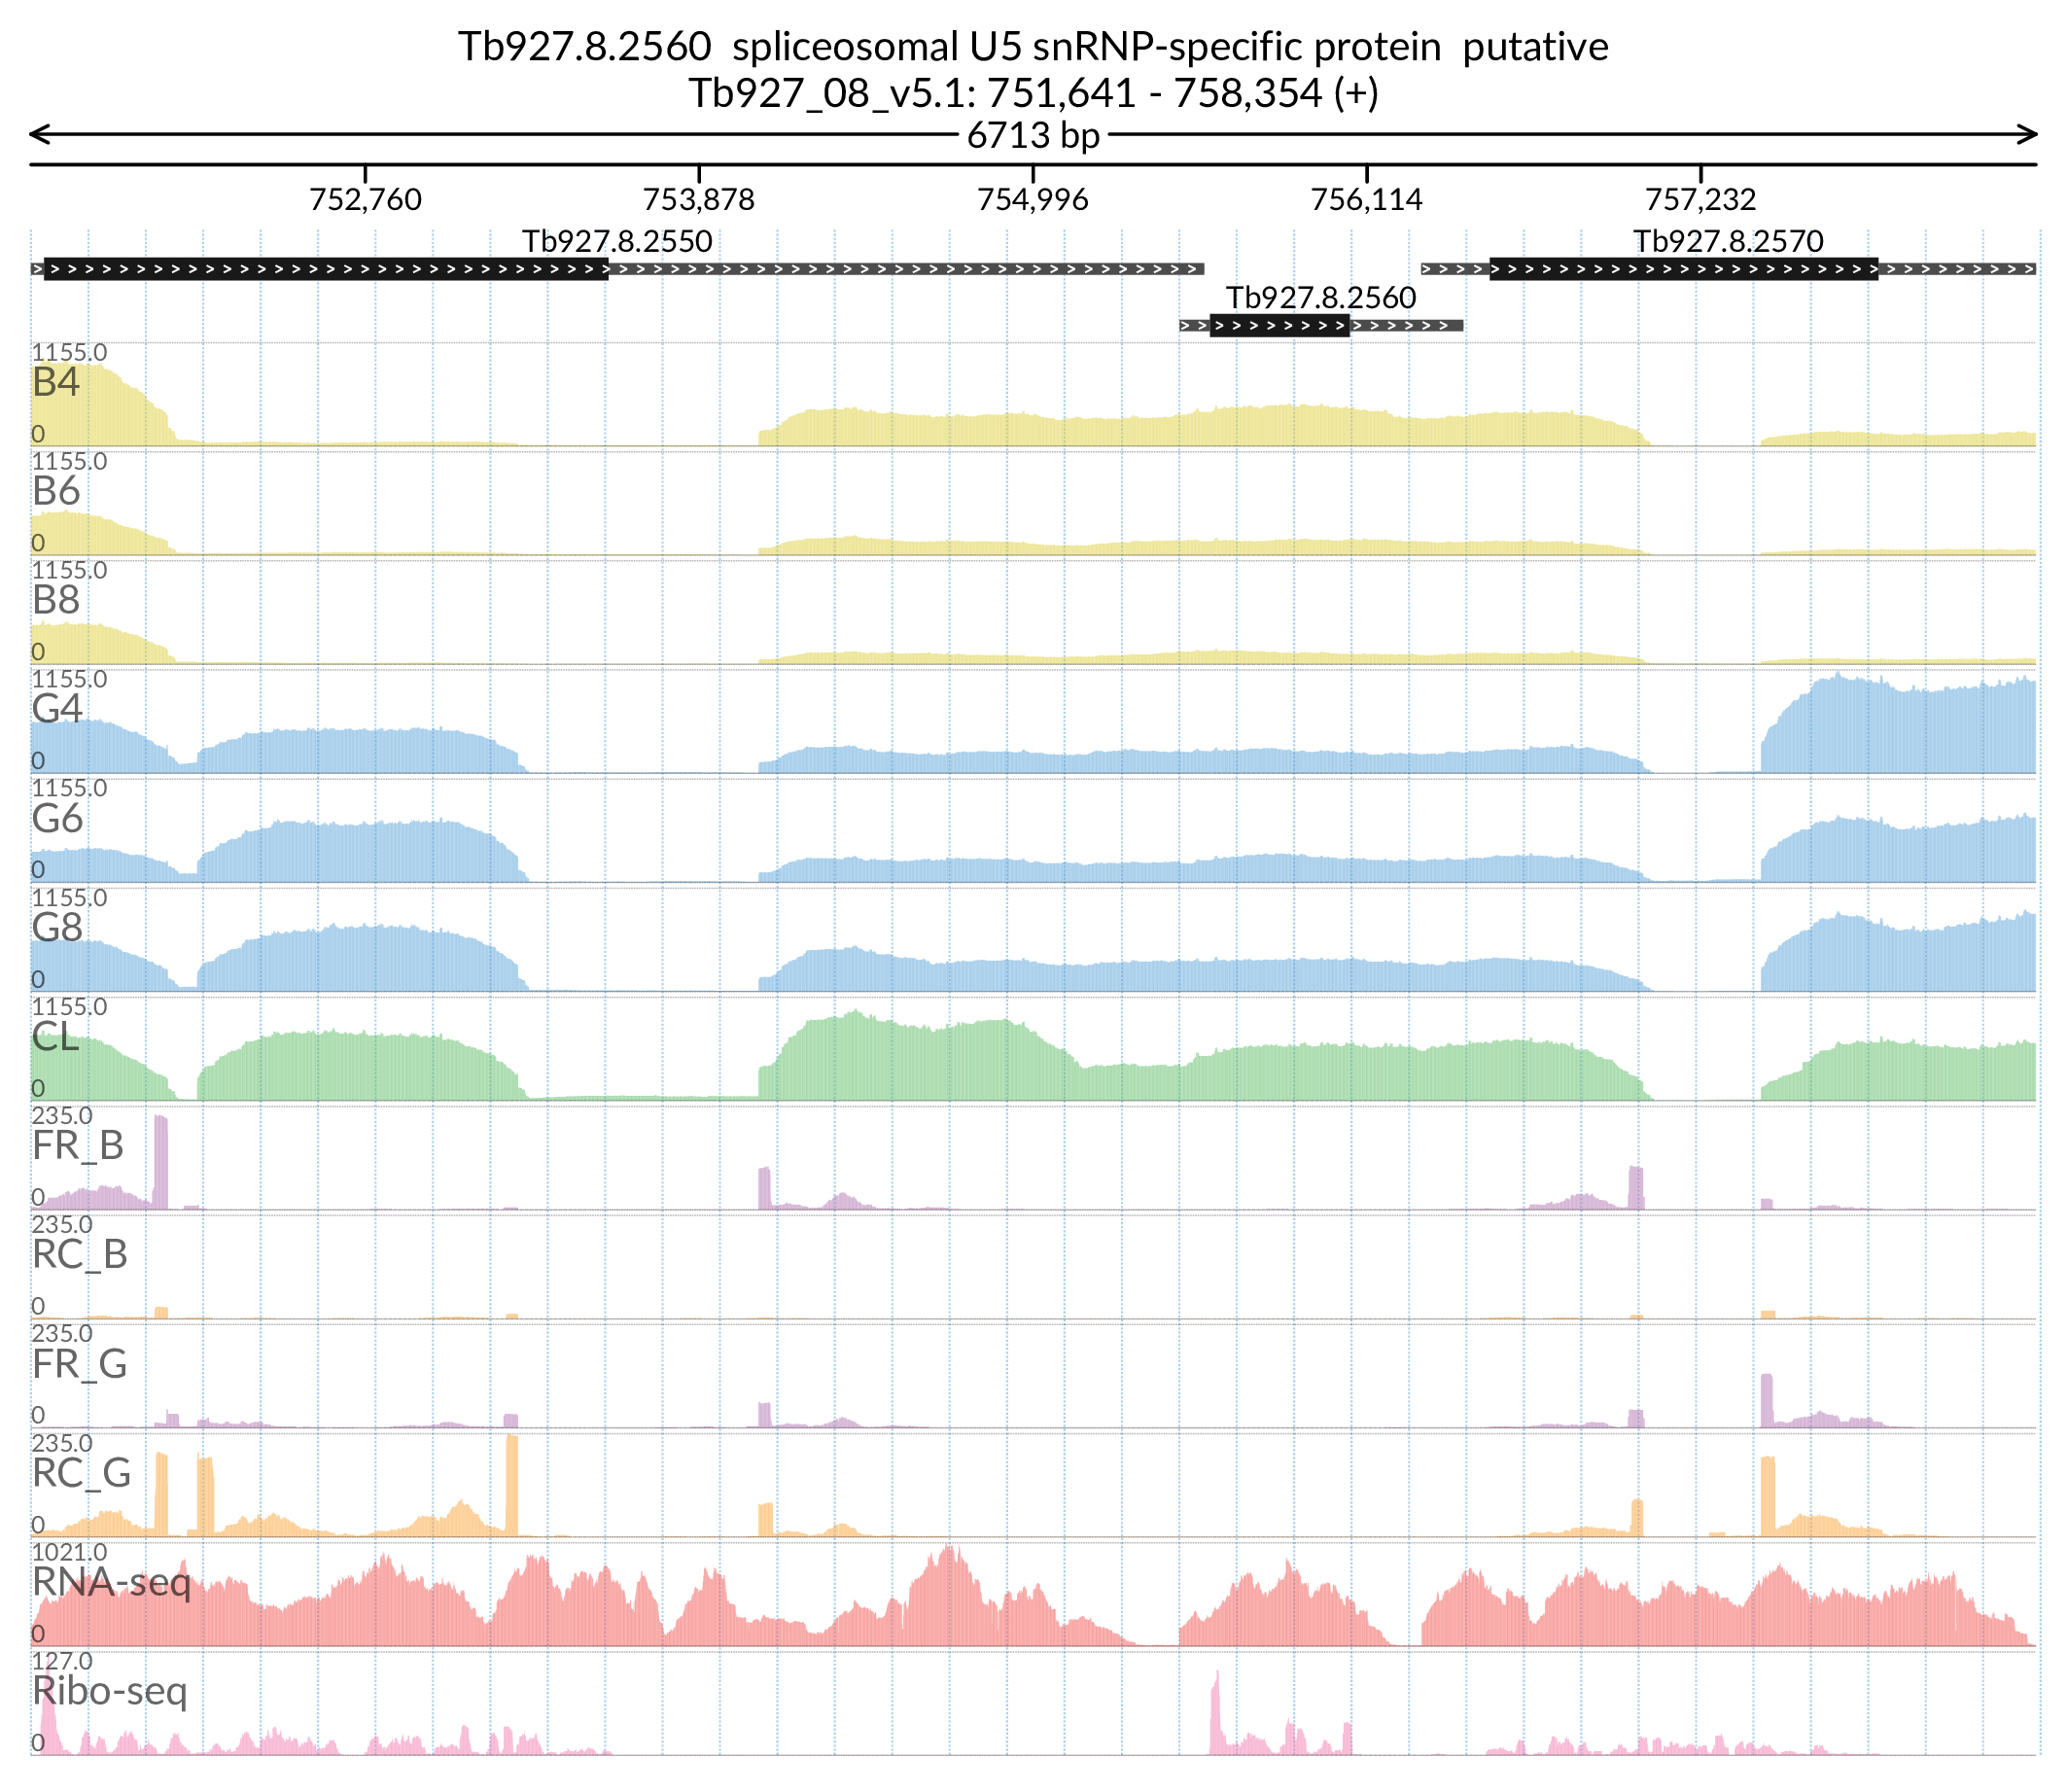 Tb927.8.2560  spliceosomal U5 snRNP-specific protein  putative
Tb927_08_v5.1: 751,641 - 758,354 (+)
6713 bp
752,760 753,878 754,996 756,114 757,232
Tb927.8.2550 Tb927.8.2570
Tb927.8.2560
1155.0
B4
0
1155.0
B6
0
1155.0
B8
0
1155.0
G4
0
1155.0
G6
0
1155.0
G8
0
1155.0
CL
0
235.0
FR_B
0
235.0
RC_B
0
235.0
FR_G
0
235.0
RC_G
0
1021.0
RNA-seq
0
127.0
Ribo-seq
0